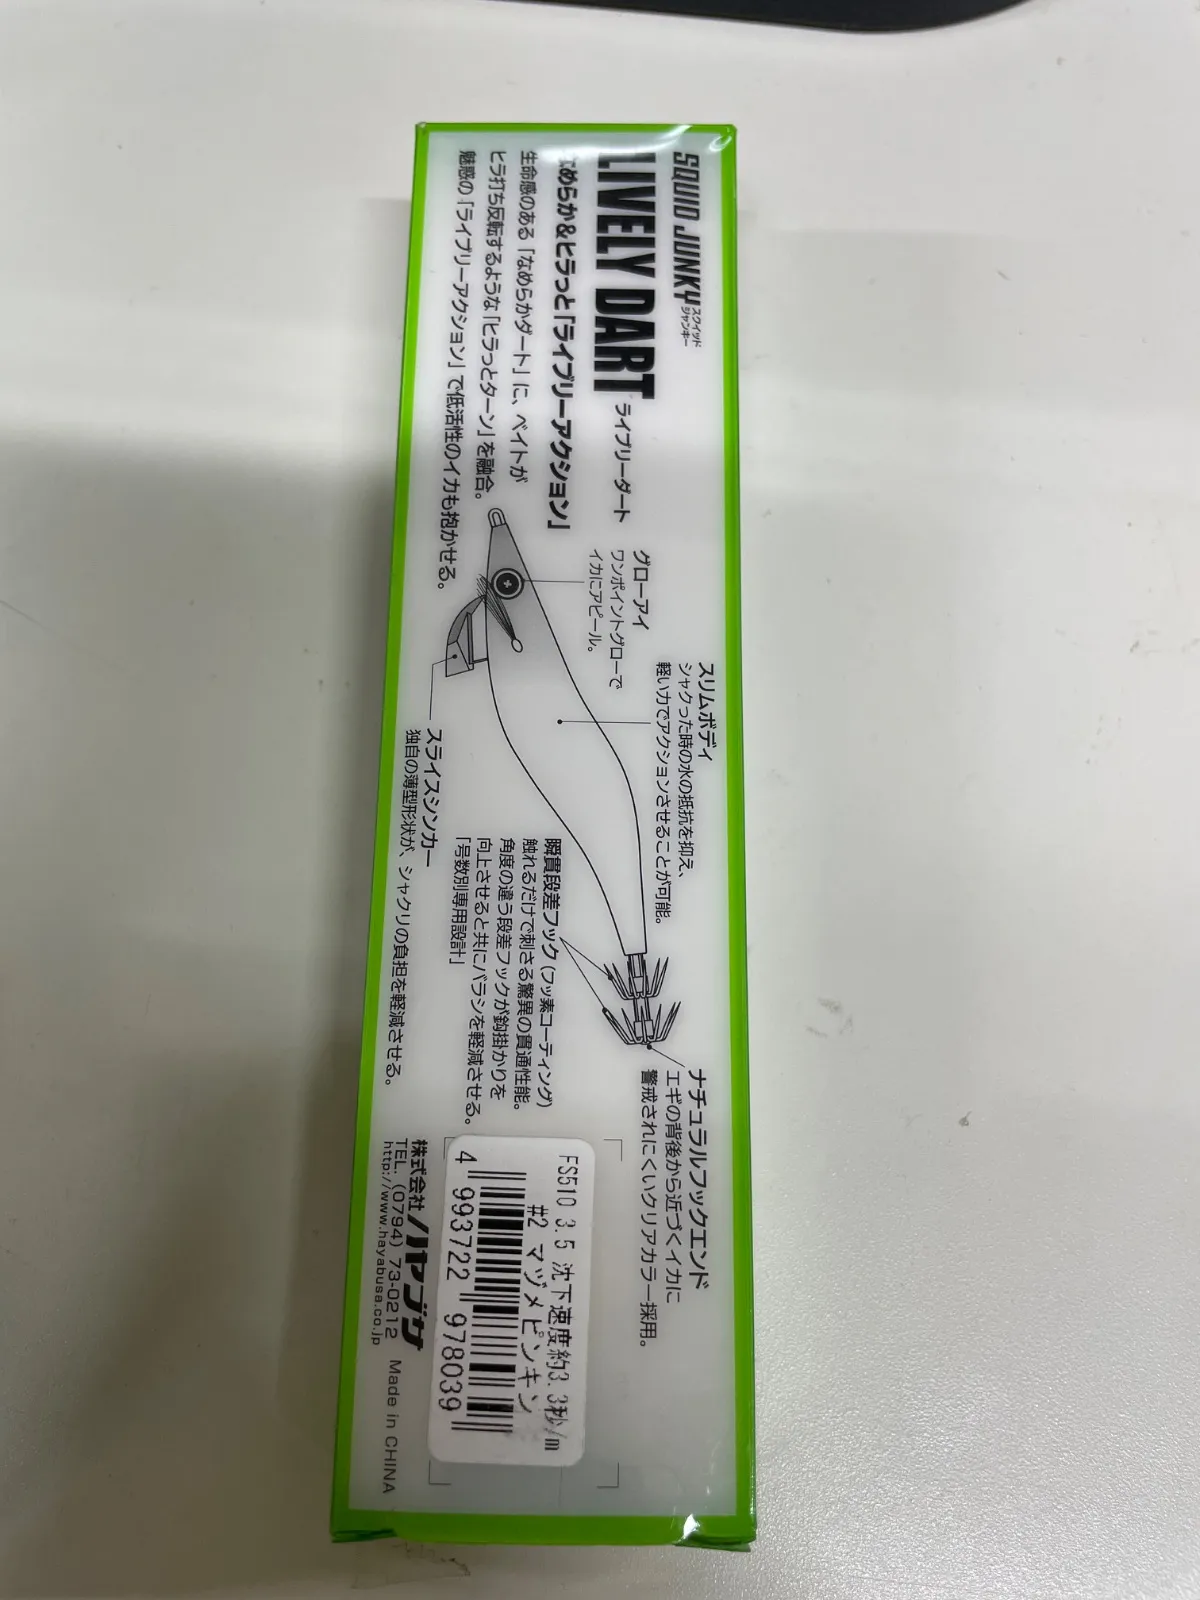 SQUID JUNKY スクイッド
ジャンキー
LIVELY DART ライブリーダート
なめらか&ヒラっと「ライブリーアクション」
生命感のある「なめらかダート」に、ベイトが
ヒラ打ち反転するような「ヒラっとターン」を融合。
魅惑の「ライブリーアクション」で低活性のイカも抱かせる。
グローアイ
ワンポイントグローで
イカにアピール。
スリムボディ
シャクった時の水の抵抗を抑え、
軽い力でアクションさせることが可能。
スライスシンカー
独自の薄型形状が、シャクリの負担を軽減させる。
瞬貫段差フック(フッ素コーティング)
触れるだけで刺さる驚異の貫通性能。
角度の違う段差フックが鈎掛かりを
向上させると共にバラシを軽減させる。
「号数別専用設計」
ナチュラルフックエンド
エギの背後から近づくイカに
警戒されにくいクリアカラー採用。
FS510 3.5 沈下速度約3.3秒/m
#2 マヅメピンキン
4 993722 978039
株式会社ハヤブサ
TEL. (0794) 73-0212
http://www.hayabusa.co.jp
Made in CHINA